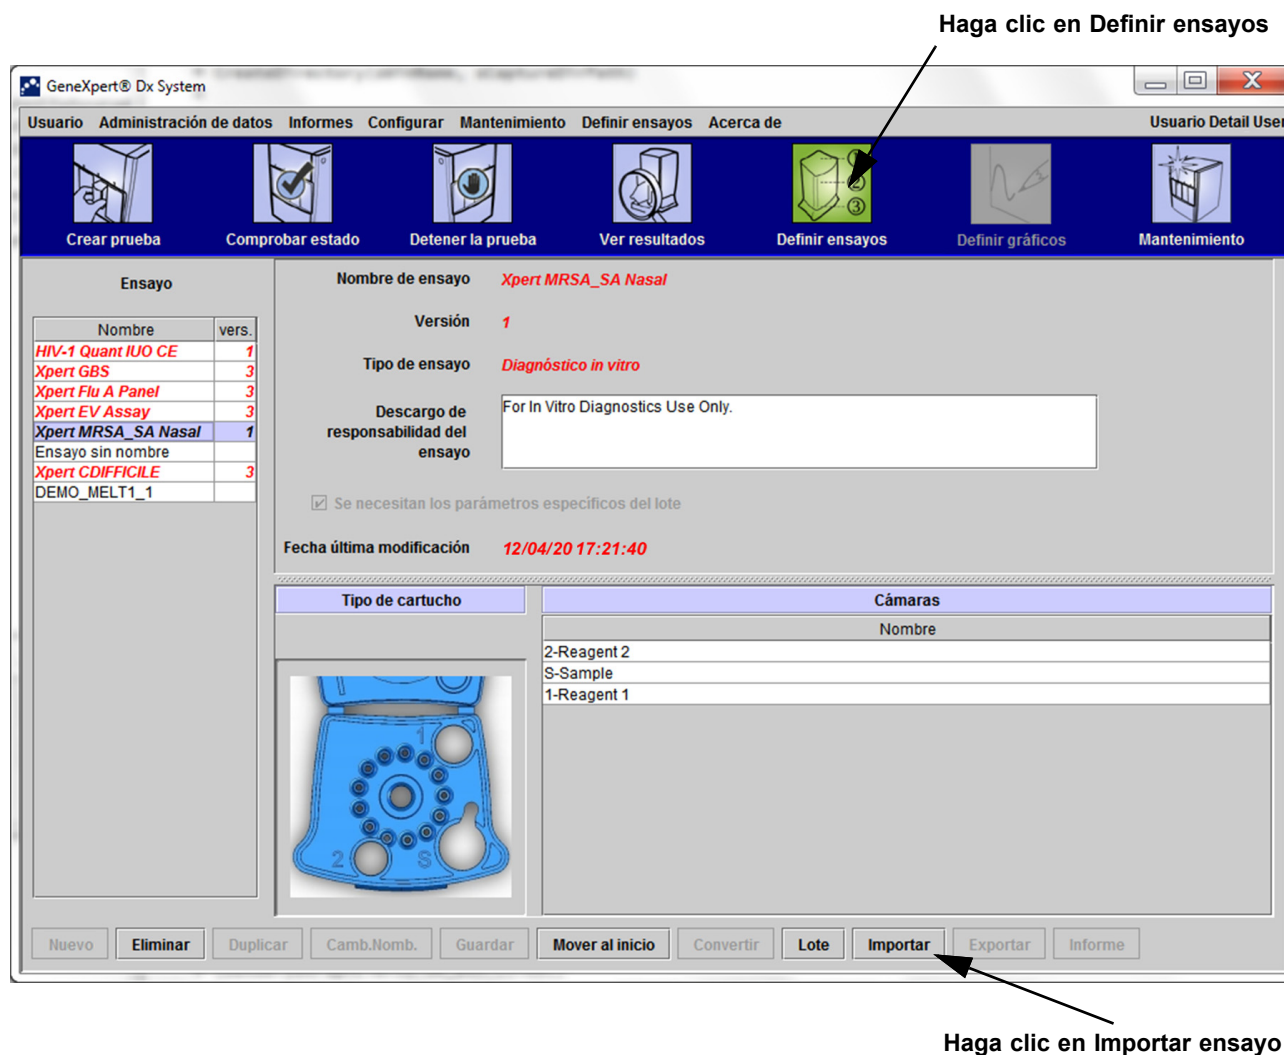 Haga clic en Definir ensayos
GeneXpert® Dx System
Usuario Administración de datos Informes Configurar Mantenimiento Definir ensayos Acerca de Usuario Detail User
1
2
3
Crear prueba Comprobar estado Detener la prueba Ver resultados Definir ensayos Definir gráficos Mantenimiento
Ensayo
Nombre vers.
HIV-1 Quant IUO CE 1
Xpert GBS 3
Xpert Flu A Panel 3
Xpert EV Assay 3
Xpert MRSA_SA Nasal 1
Ensayo sin nombre
Xpert CDIFFICILE 3
DEMO_MELT1_1
Nombre de ensayo Xpert MRSA_SA Nasal
Versión 1
Tipo de ensayo Diagnóstico in vitro
Descargo de
responsabilidad del
ensayo
For In Vitro Diagnostics Use Only.
Se necesitan los parámetros específicos del lote
Fecha última modificación 12/04/20 17:21:40
Tipo de cartucho
1
2 S
Cámaras
Nombre
2-Reagent 2
S-Sample
1-Reagent 1
Nuevo Eliminar Duplicar Camb.Nomb. Guardar Mover al inicio Convertir Lote Importar Exportar Informe
Haga clic en Importar ensayo